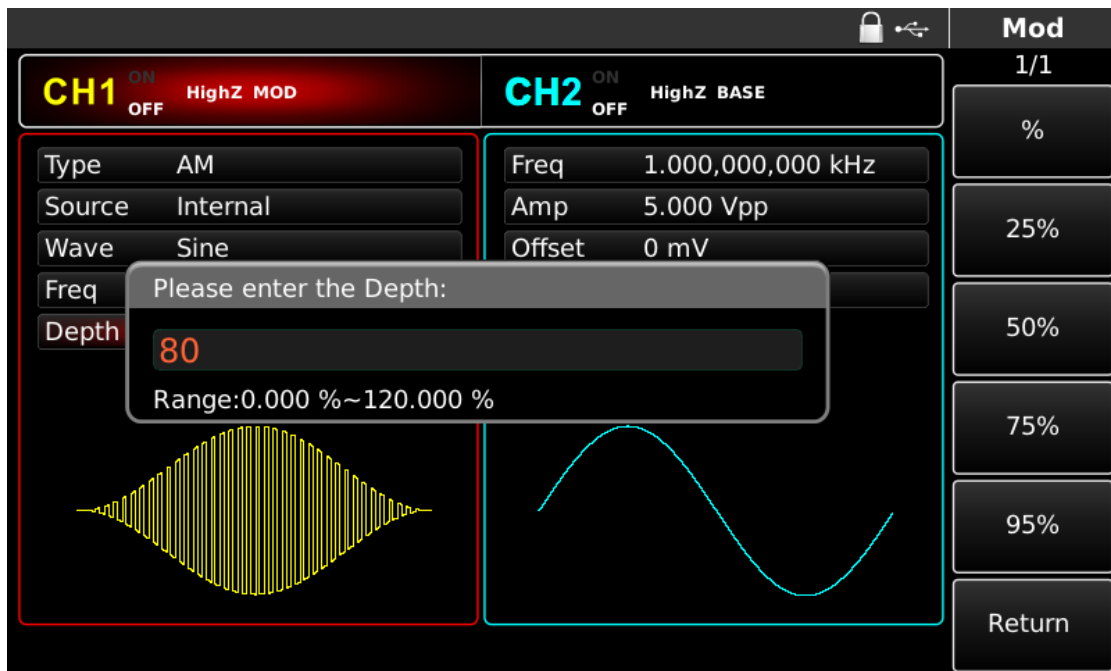 Mod
1/1
CH1 ON OFF HighZ MOD
CH2 ON OFF HighZ BASE
Type AM
Source Internal
Wave Sine
Freq
Depth
Freq 1.000,000,000 kHz
Amp 5.000 Vpp
Offset 0 mV
Please enter the Depth:
80
Range:0.000 %~120.000 %
%
25%
50%
75%
95%
Return